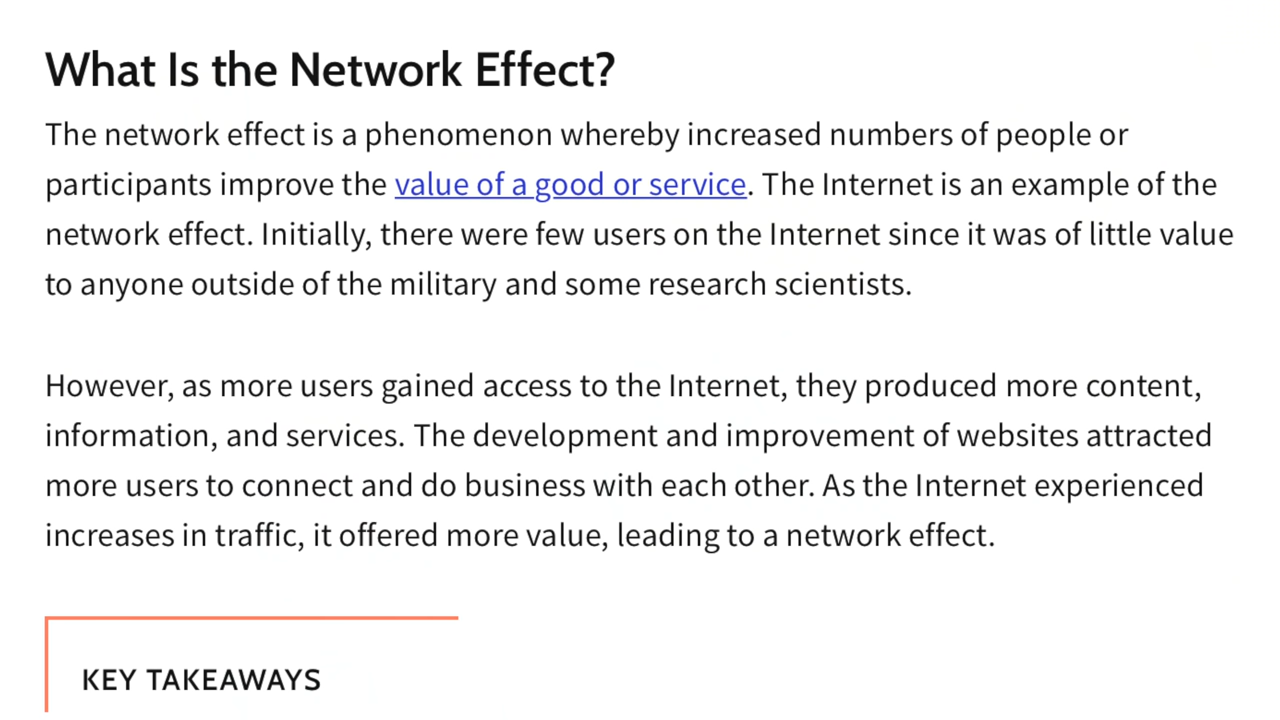 What Is the Network Effect?
The network effect is a phenomenon whereby increased numbers of people or
participants improve the value of a good or service. The Internet is an example of the
network effect. Initially, there were few users on the Internet since it was of little value
to anyone outside of the military and some research scientists.
However, as more users gained access to the Internet, they produced more content,
information, and services. The development and improvement of websites attracted
more users to connect and do business with each other. As the Internet experienced
increases in traffic, it offered more value, leading to a network effect.
KEY TAKEAWAYS